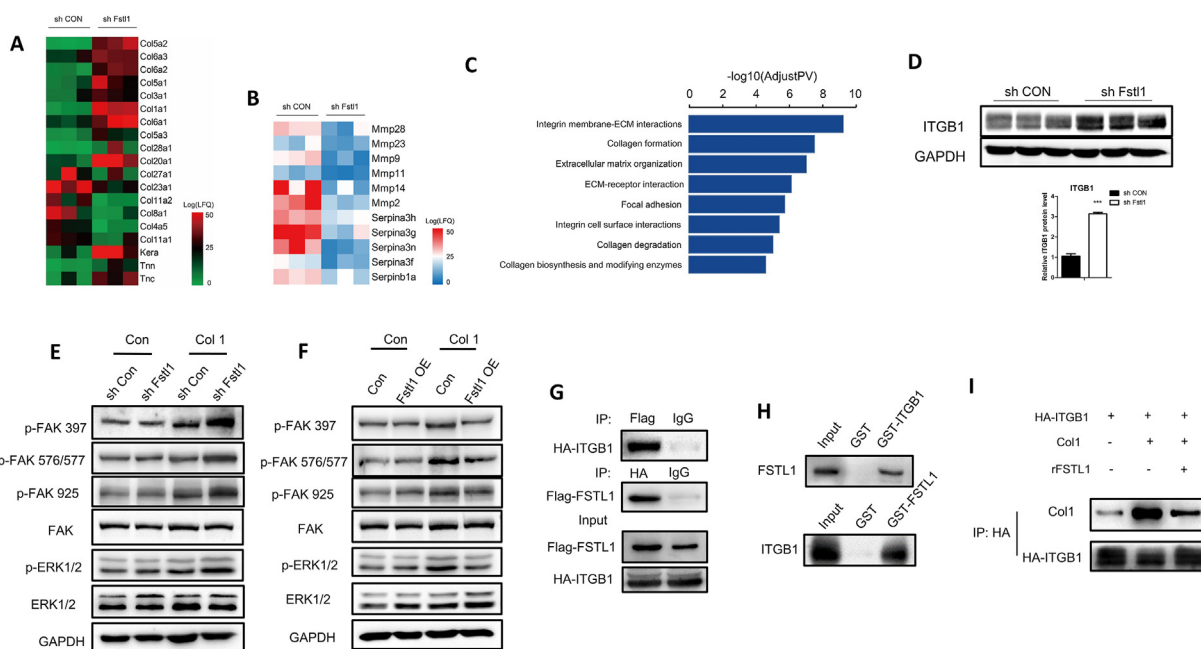 A
sh CON sh Fstl1
Col5a2
Col6a3
Col6a2
Col5a1
Col3a1
Col1a1
Col6a1
Col5a3
Col28a1
Col20a1
Col27a1
Col23a1
Col11a2
Col8a1
Col4a5
Col11a1
Kera
Tnn
Tnc
Log(LFQ)
50
25
0
B
sh CON sh Fstl1
Mmp28
Mmp23
Mmp9
Mmp11
Mmp14
Mmp2
Serpina3h
Serpina3g
Serpina3n
Serpina3f
Serpinb1a
Log(LFQ)
50
25
0
C
-log10(AdjustPV)
0 2 4 6 8 10
Integrin membrane-ECM interactions
Collagen formation
Extracellular matrix organization
ECM-receptor interaction
Focal adhesion
Integrin cell surface interactions
Collagen degradation
Collagen biosynthesis and modifying enzymes
D
sh CON sh Fstl1
ITGB1
GAPDH
ITGB1
sh CON
sh Fstl1
Relative ITGB1 protein level
4
3
2
1
0
***
E
Con Col 1
sh Con sh Fstl1 sh Con sh Fstl1
p-FAK 397
p-FAK 576/577
p-FAK 925
FAK
p-ERK1/2
ERK1/2
GAPDH
F
Con Col 1
Con Fstl1 OE Con Fstl1 OE
p-FAK 397
p-FAK 576/577
p-FAK 925
FAK
p-ERK1/2
ERK1/2
GAPDH
G
IP: Flag IgG
HA-ITGB1
IP: HA IgG
Flag-FSTL1
Input
Flag-FSTL1
HA-ITGB1
H
Input GST GST-ITGB1
FSTL1
Input GST GST-FSTL1
ITGB1
I
HA-ITGB1 + + +
Col1 - + +
rFSTL1 - - +
IP: HA
Col1
HA-ITGB1